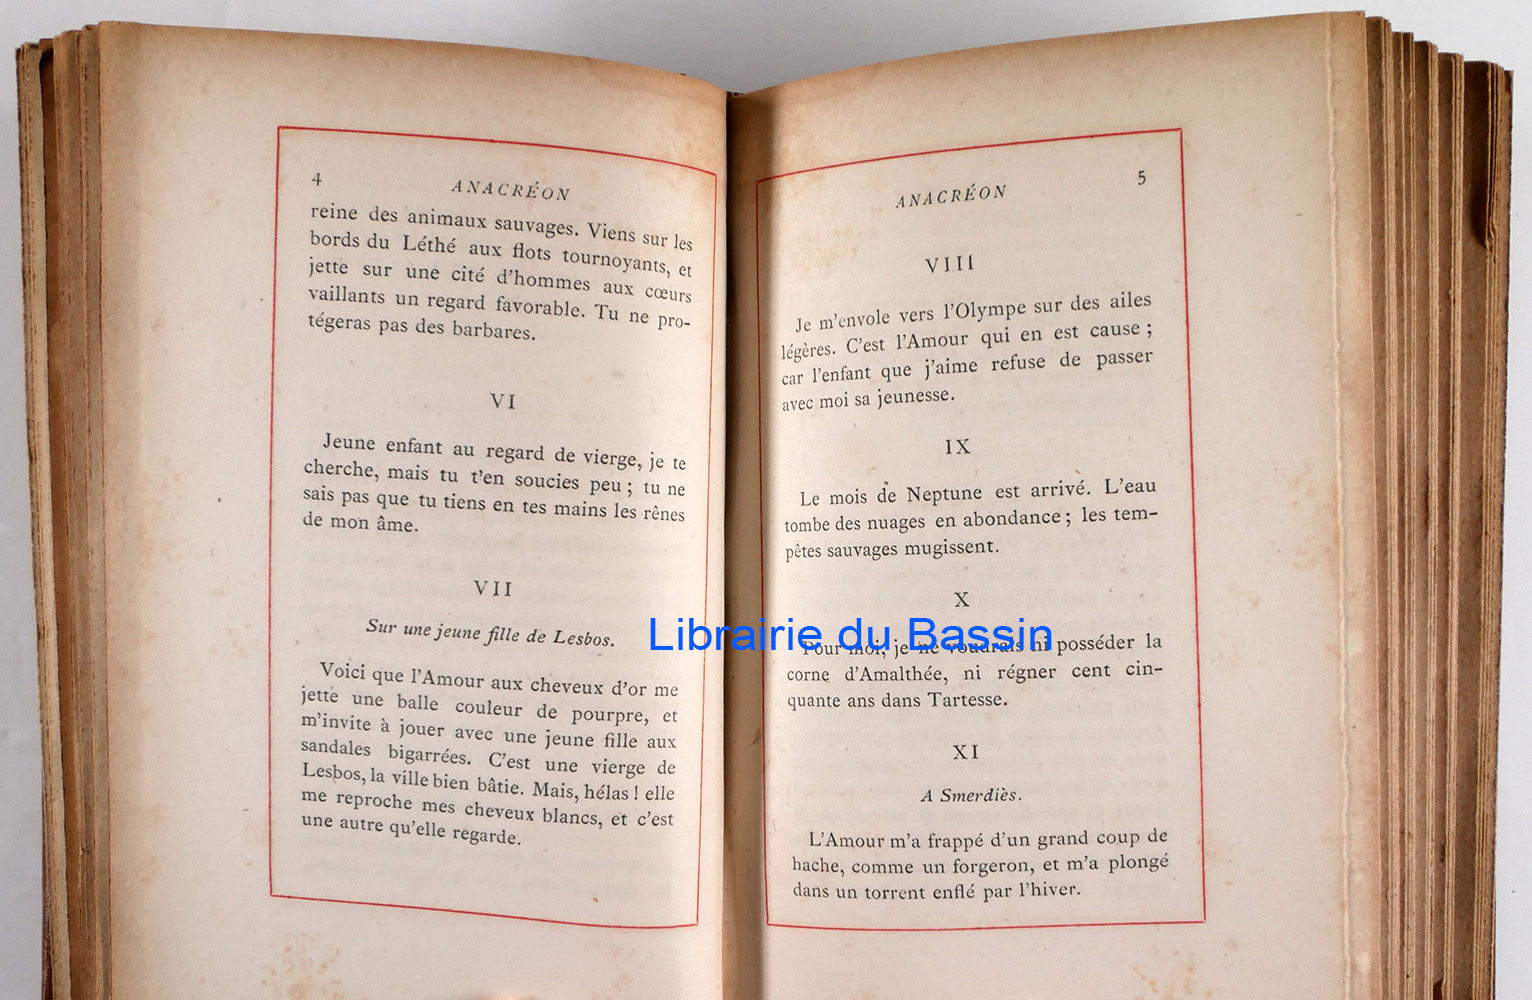 4
ANACRÉON
reine des animaux sauvages. Viens sur les
bords du Léthé aux flots tournoyants, et
jette sur une cité d'hommes aux cœurs
vaillants un regard favorable. Tu ne pro-
tégeras pas des barbares.
VI
Jeune enfant au regard de vierge, je te
cherche, mais tu t'en soucies peu ; tu ne
sais pas que tu tiens en tes mains les rênes
de mon âme.
VII
Sur une jeune fille de Lesbos.
Voici que l'Amour aux cheveux d'or me
jette une balle couleur de pourpre, et
m'invite à jouer avec une jeune fille aux
sandales bigarrées. C'est une vierge de
Lesbos, la ville bien bâtie. Mais, hélas ! elle
me reproche mes cheveux blancs, et c'est
une autre qu'elle regarde.
ANACRÉON
5
VIII
Je m'envole vers l'Olympe sur des ailes
légères. C'est l'Amour qui en est cause ;
car l'enfant que j'aime refuse de passer
avec moi sa jeunesse.
IX
Le mois de Neptune est arrivé. L'eau
tombe des nuages en abondance ; les tem-
pêtes sauvages mugissent.
X
Librairie du Bassin
Pour moi, je ne voudrais ni posséder la
corne d'Amalthée, ni régner cent cin-
quante ans dans Tartesse.
XI
A Smerdiès.
L'Amour m'a frappé d'un grand coup de
hache, comme un forgeron, et m'a plongé
dans un torrent enflé par l'hiver.